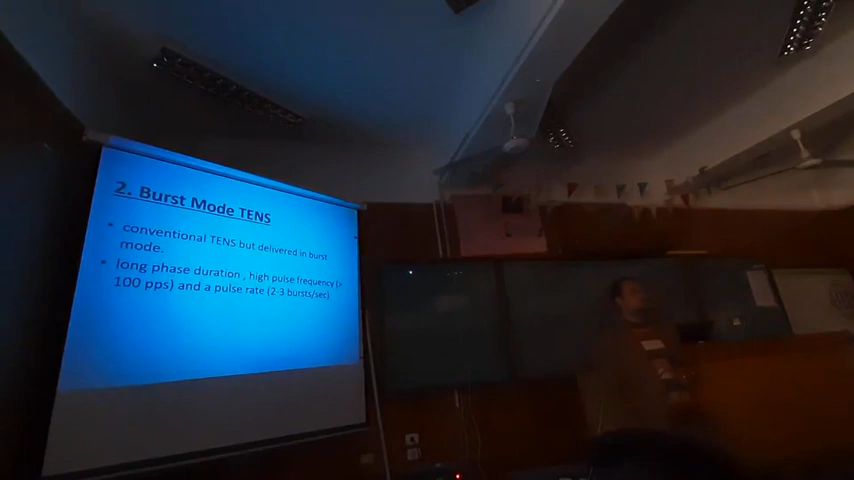 2. Burst Mode TENS
• conventional TENS but delivered in burst
mode.
• long phase duration , high pulse frequency (>
100 pps) and a pulse rate (2-3 bursts/sec)